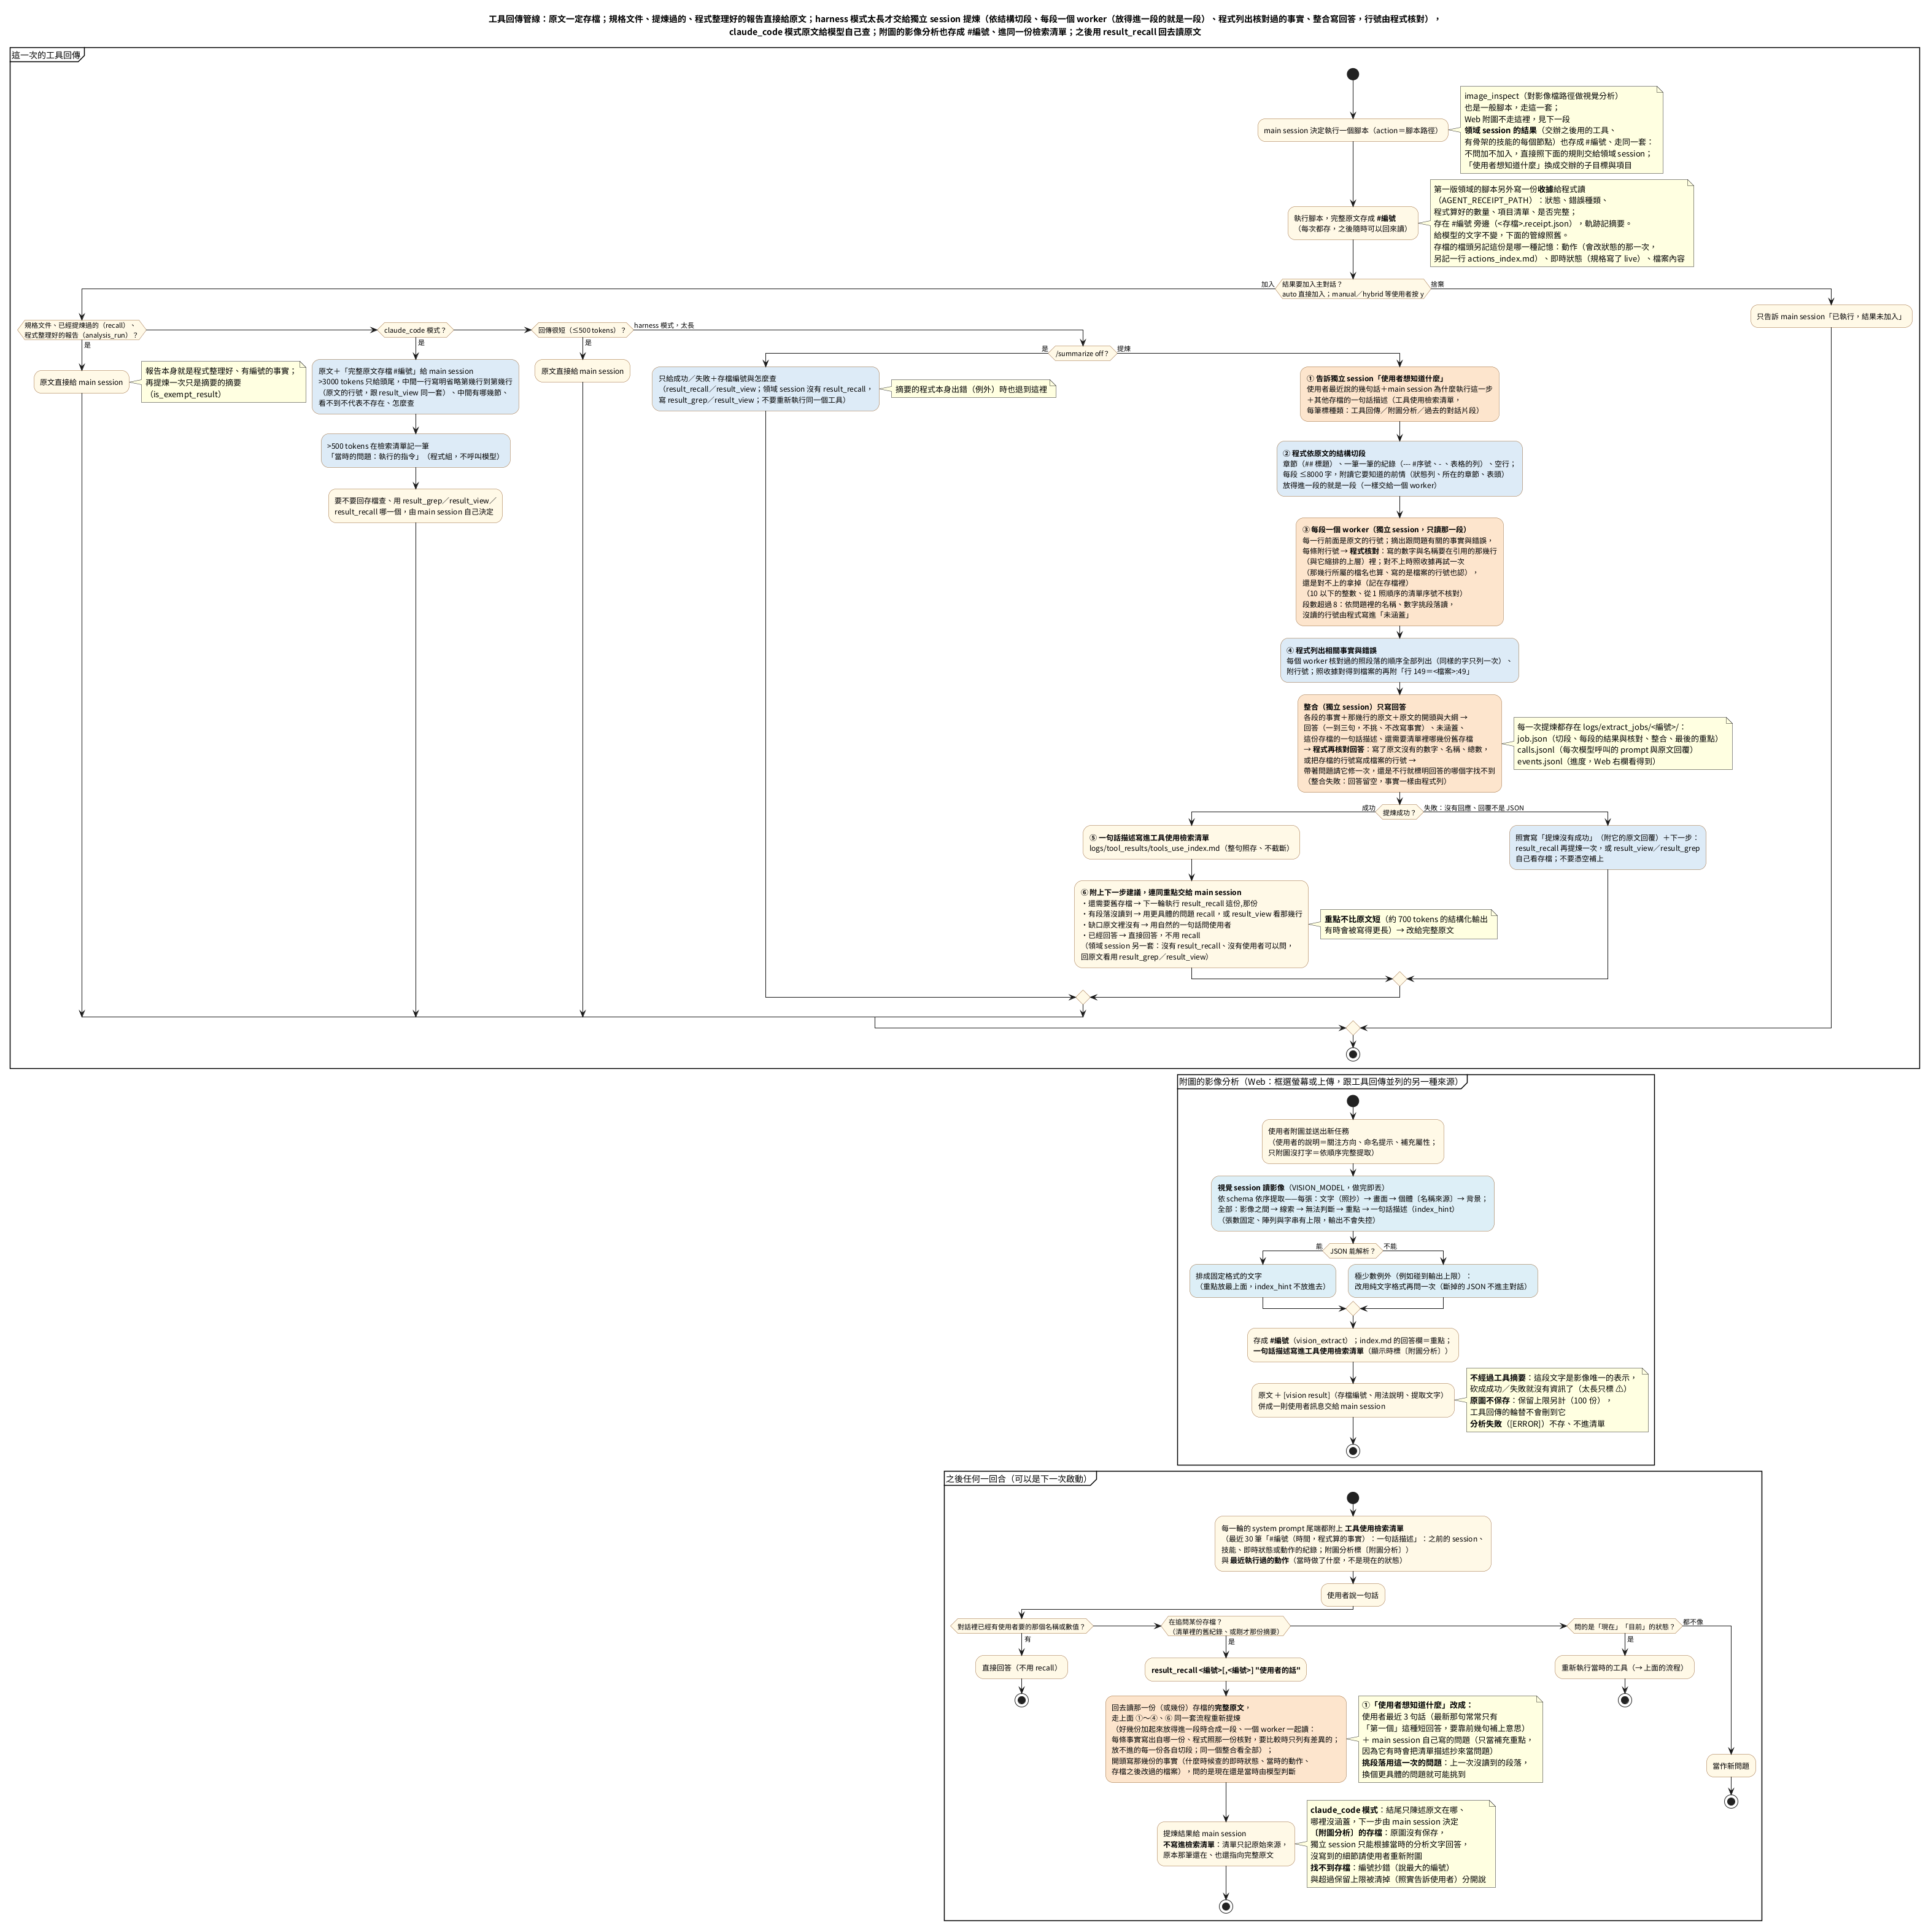 工具回傳管線：原文一定存檔；規格文件、提煉過的、程式整理好的報告直接給原文；harness 模式太長才交給獨立 session 提煉（依結構切段、每段一個 worker（放得進一段的就是一段）、程式列出核對過的事實、整合寫回答，行號由程式核對），
claude_code 模式原文給模型自己查；附圖的影像分析也存成 #編號、進同一份檢索清單；之後用 result_recall 回去讀原文
這一次的工具回傳
main session 決定執行一個腳本（action＝腳本路徑）
image_inspect（對影像檔路徑做視覺分析）
也是一般腳本，走這一套；
Web 附圖不走這裡，見下一段
領域 session 的結果（交辦之後用的工具、
有骨架的技能的每個節點）也存成 #編號、走同一套：
不問加不加入，直接照下面的規則交給領域 session；
「使用者想知道什麼」換成交辦的子目標與項目
執行腳本，完整原文存成 #編號
（每次都存，之後隨時可以回來讀）
第一版領域的腳本另外寫一份收據給程式讀
（AGENT_RECEIPT_PATH）：狀態、錯誤種類、
程式算好的數量、項目清單、是否完整；
存在 #編號 旁邊（<存檔>.receipt.json），軌跡記摘要。
給模型的文字不變，下面的管線照舊。
存檔的檔頭另記這份是哪一種記憶：動作（會改狀態的那一次，
另記一行 actions_index.md）、即時狀態（規格寫了 live）、檔案內容
加入
結果要加入主對話？
auto 直接加入；manual／hybrid 等使用者按 y
捨棄
只告訴 main session「已執行，結果未加入」
規格文件、已經提煉過的（recall）、
程式整理好的報告（analysis_run）？
是
原文直接給 main session
報告本身就是程式整理好、有編號的事實；
再提煉一次只是摘要的摘要
（is_exempt_result）
claude_code 模式？
是
原文＋「完整原文存檔 #編號」給 main session
>3000 tokens 只給頭尾，中間一行寫明省略第幾行到第幾行
（原文的行號，跟 result_view 同一套）、中間有哪幾節、
看不到不代表不存在、怎麼查
>500 tokens 在檢索清單記一筆
「當時的問題：執行的指令」（程式組，不呼叫模型）
要不要回存檔查、用 result_grep／result_view／
result_recall 哪一個，由 main session 自己決定
回傳很短（≤500 tokens）？
是
原文直接給 main session
harness 模式，太長
是
/summarize off？
提煉
只給成功／失敗＋存檔編號與怎麼查
（result_recall／result_view；領域 session 沒有 result_recall，
寫 result_grep／result_view；不要重新執行同一個工具）
摘要的程式本身出錯（例外）時也退到這裡
① 告訴獨立 session「使用者想知道什麼」
使用者最近說的幾句話＋main session 為什麼執行這一步
＋其他存檔的一句話描述（工具使用檢索清單，
每筆標種類：工具回傳／附圖分析／過去的對話片段）
② 程式依原文的結構切段
章節（## 標題）、一筆一筆的紀錄（--- #序號、- 、表格的列）、空行；
每段 ≤8000 字，附讀它要知道的前情（狀態列、所在的章節、表頭）
放得進一段的就是一段（一樣交給一個 worker）
③ 每段一個 worker（獨立 session，只讀那一段）
每一行前面是原文的行號；摘出跟問題有關的事實與錯誤，
每條附行號 → 程式核對：寫的數字與名稱要在引用的那幾行
（與它縮排的上層）裡；對不上時照收據再試一次
（那幾行所屬的檔名也算、寫的是檔案的行號也認），
還是對不上的拿掉（記在存檔裡）
（10 以下的整數、從 1 照順序的清單序號不核對）
段數超過 8：依問題裡的名稱、數字挑段落讀，
沒讀的行號由程式寫進「未涵蓋」
④ 程式列出相關事實與錯誤
每個 worker 核對過的照段落的順序全部列出（同樣的字只列一次）、
附行號；照收據對得到檔案的再附「行 149＝<檔案>:49」
整合（獨立 session）只寫回答
各段的事實＋那幾行的原文＋原文的開頭與大綱 →
回答（一到三句，不挑、不改寫事實）、未涵蓋、
這份存檔的一句話描述、還需要清單裡哪幾份舊存檔
→ 程式再核對回答：寫了原文沒有的數字、名稱、總數，
或把存檔的行號寫成檔案的行號 →
帶著問題請它修一次，還是不行就標明回答的哪個字找不到
（整合失敗：回答留空，事實一樣由程式列）
每一次提煉都存在 logs/extract_jobs/<編號>/：
job.json（切段、每段的結果與核對、整合、最後的重點）
calls.jsonl（每次模型呼叫的 prompt 與原文回覆）
events.jsonl（進度，Web 右欄看得到）
成功
提煉成功？
失敗：沒有回應、回覆不是 JSON
⑤ 一句話描述寫進工具使用檢索清單
logs/tool_results/tools_use_index.md（整句照存、不截斷）
⑥ 附上下一步建議，連同重點交給 main session
・還需要舊存檔 → 下一輪執行 result_recall 這份,那份
・有段落沒讀到 → 用更具體的問題 recall，或 result_view 看那幾行
・缺口原文裡沒有 → 用自然的一句話問使用者
・已經回答 → 直接回答，不用 recall
（領域 session 另一套：沒有 result_recall、沒有使用者可以問，
回原文看用 result_grep／result_view）
重點不比原文短（約 700 tokens 的結構化輸出
有時會被寫得更長）→ 改給完整原文
照實寫「提煉沒有成功」（附它的原文回覆）＋下一步：
result_recall 再提煉一次，或 result_view／result_grep
自己看存檔；不要憑空補上
附圖的影像分析（Web：框選螢幕或上傳，跟工具回傳並列的另一種來源）
使用者附圖並送出新任務
（使用者的說明＝關注方向、命名提示、補充屬性；
只附圖沒打字＝依順序完整提取）
視覺 session 讀影像（VISION_MODEL，做完即丟）
依 schema 依序提取——每張：文字（照抄）→ 畫面 → 個體〔名稱來源〕→ 背景；
全部：影像之間 → 線索 → 無法判斷 → 重點 → 一句話描述（index_hint）
（張數固定、陣列與字串有上限，輸出不會失控）
能
JSON 能解析？
不能
排成固定格式的文字
（重點放最上面，index_hint 不放進去）
極少數例外（例如碰到輸出上限）：
改用純文字格式再問一次（斷掉的 JSON 不進主對話）
存成 #編號（vision_extract）；index.md 的回答欄＝重點；
一句話描述寫進工具使用檢索清單（顯示時標〔附圖分析〕）
原文 ＋ [vision result]（存檔編號、用法說明、提取文字）
併成一則使用者訊息交給 main session
不經過工具摘要：這段文字是影像唯一的表示，
砍成成功／失敗就沒有資訊了（太長只標 ⚠）
原圖不保存：保留上限另計（100 份），
工具回傳的輪替不會刪到它
分析失敗（[ERROR]）不存、不進清單
之後任何一回合（可以是下一次啟動）
每一輪的 system prompt 尾端都附上 工具使用檢索清單
（最近 30 筆「#編號（時間，程式算的事實）：一句話描述」：之前的 session、
技能、即時狀態或動作的紀錄；附圖分析標〔附圖分析〕）
與 最近執行過的動作（當時做了什麼，不是現在的狀態）
使用者說一句話
對話裡已經有使用者要的那個名稱或數值？
有
直接回答（不用 recall）
在追問某份存檔？
（清單裡的舊紀錄、或剛才那份摘要）
是
result_recall <編號>[,<編號>] "使用者的話"
回去讀那一份（或幾份）存檔的完整原文，
走上面 ①～④、⑥ 同一套流程重新提煉
（好幾份加起來放得進一段時合成一段、一個 worker 一起讀：
每條事實寫出自哪一份、程式照那一份核對，要比較時只列有差異的；
放不進的每一份各自切段；同一個整合看全部）；
開頭寫那幾份的事實（什麼時候查的即時狀態、當時的動作、
存檔之後改過的檔案），問的是現在還是當時由模型判斷
①「使用者想知道什麼」改成：
使用者最近 3 句話（最新那句常常只有
「第一個」這種短回答，要靠前幾句補上意思）
＋ main session 自己寫的問題（只當補充重點，
因為它有時會把清單描述抄來當問題）
挑段落用這一次的問題：上一次沒讀到的段落，
換個更具體的問題就可能挑到
提煉結果給 main session
不寫進檢索清單：清單只記原始來源，
原本那筆還在、也還指向完整原文
claude_code 模式：結尾只陳述原文在哪、
哪裡沒涵蓋，下一步由 main session 決定
〔附圖分析〕的存檔：原圖沒有保存，
獨立 session 只能根據當時的分析文字回答，
沒寫到的細節請使用者重新附圖
找不到存檔：編號抄錯（說最大的編號）
與超過保留上限被清掉（照實告訴使用者）分開說
問的是「現在」「目前」的狀態？
是
重新執行當時的工具（→ 上面的流程）
都不像
當作新問題